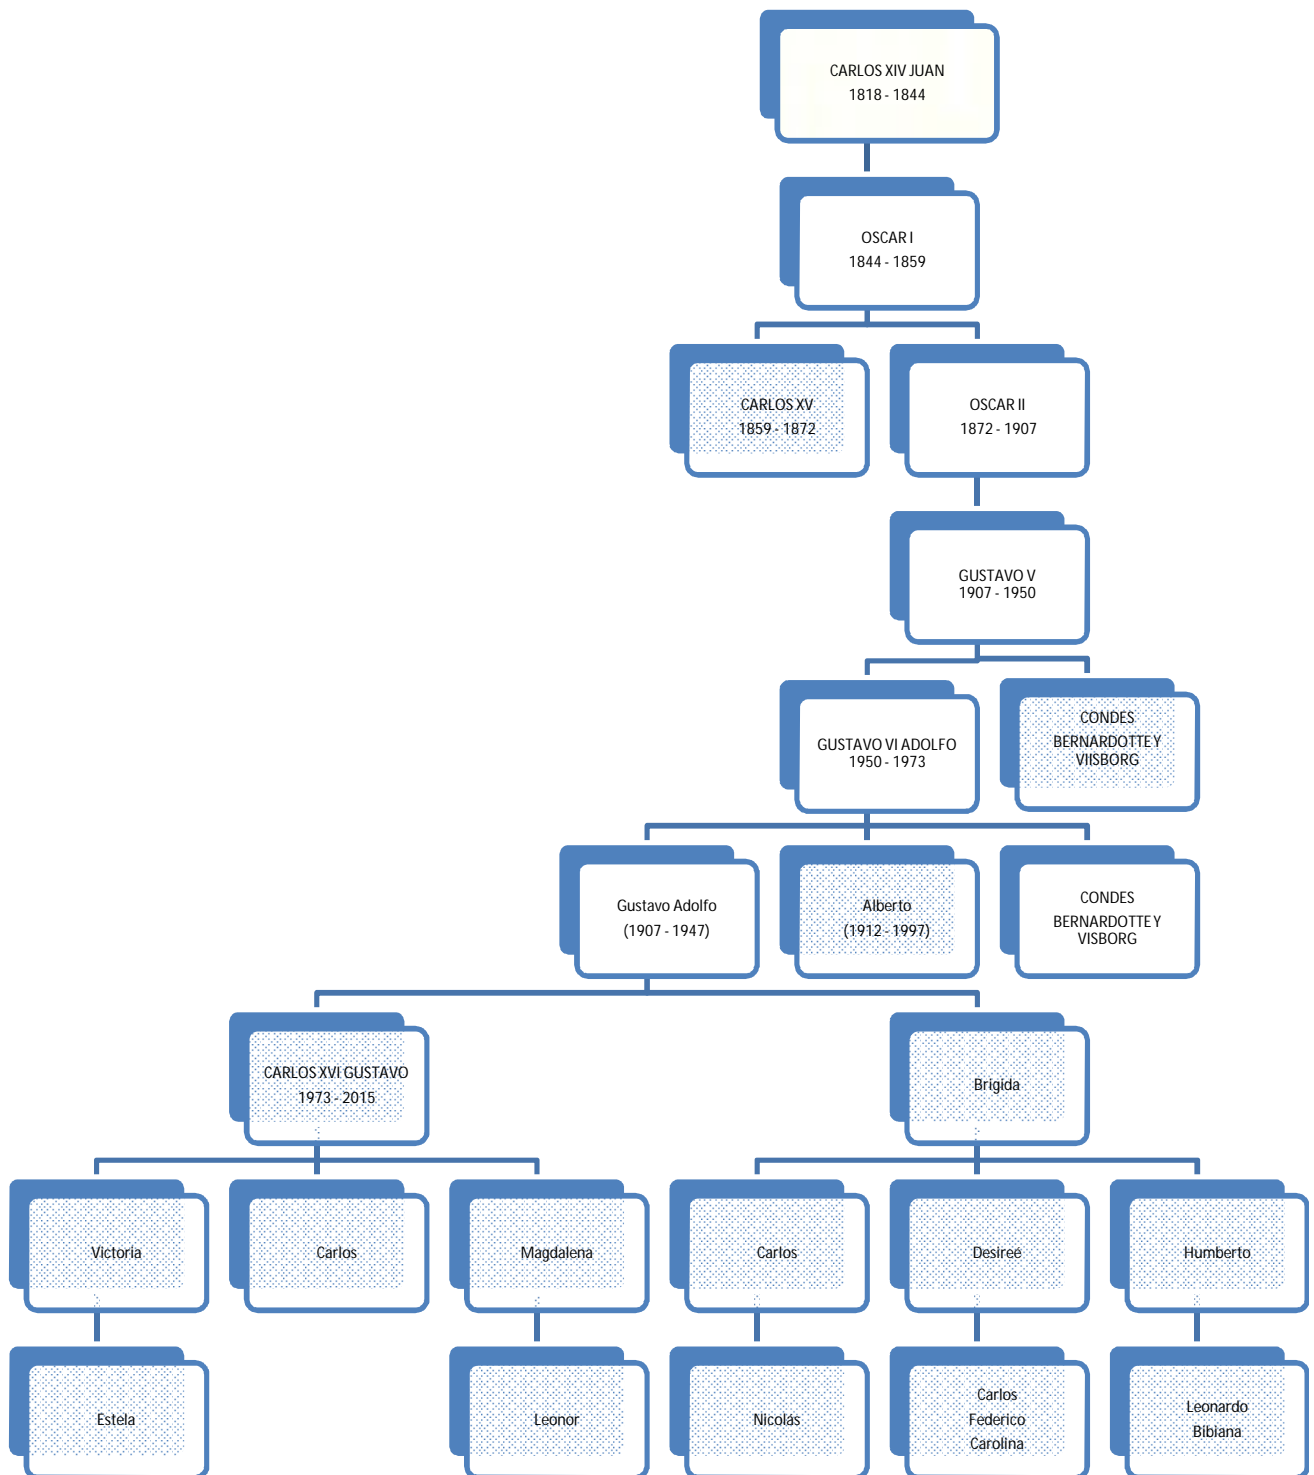 CARLOS XIV JUAN
1818 - 1844
OSCAR I
1844 - 1859
CARLOS XV
1859 - 1872
OSCAR II
1872 - 1907
GUSTAVO V
1907 - 1950
GUSTAVO VI ADOLFO
1950 - 1973
CONDES
BERNARDOTTE Y
VIISBORG
Gustavo Adolfo
(1907 - 1947)
Alberto
(1912 - 1997)
CONDES
BERNARDOTTE Y
VISBORG
CARLOS XVI GUSTAVO
1973 - 2015
Brígida
Victoria
Carlos
Magdalena
Carlos
Desireé
Humberto
Estela
Leonor
Nicolás
Carlos
Federico
Carolina
Leonardo
Bibiana